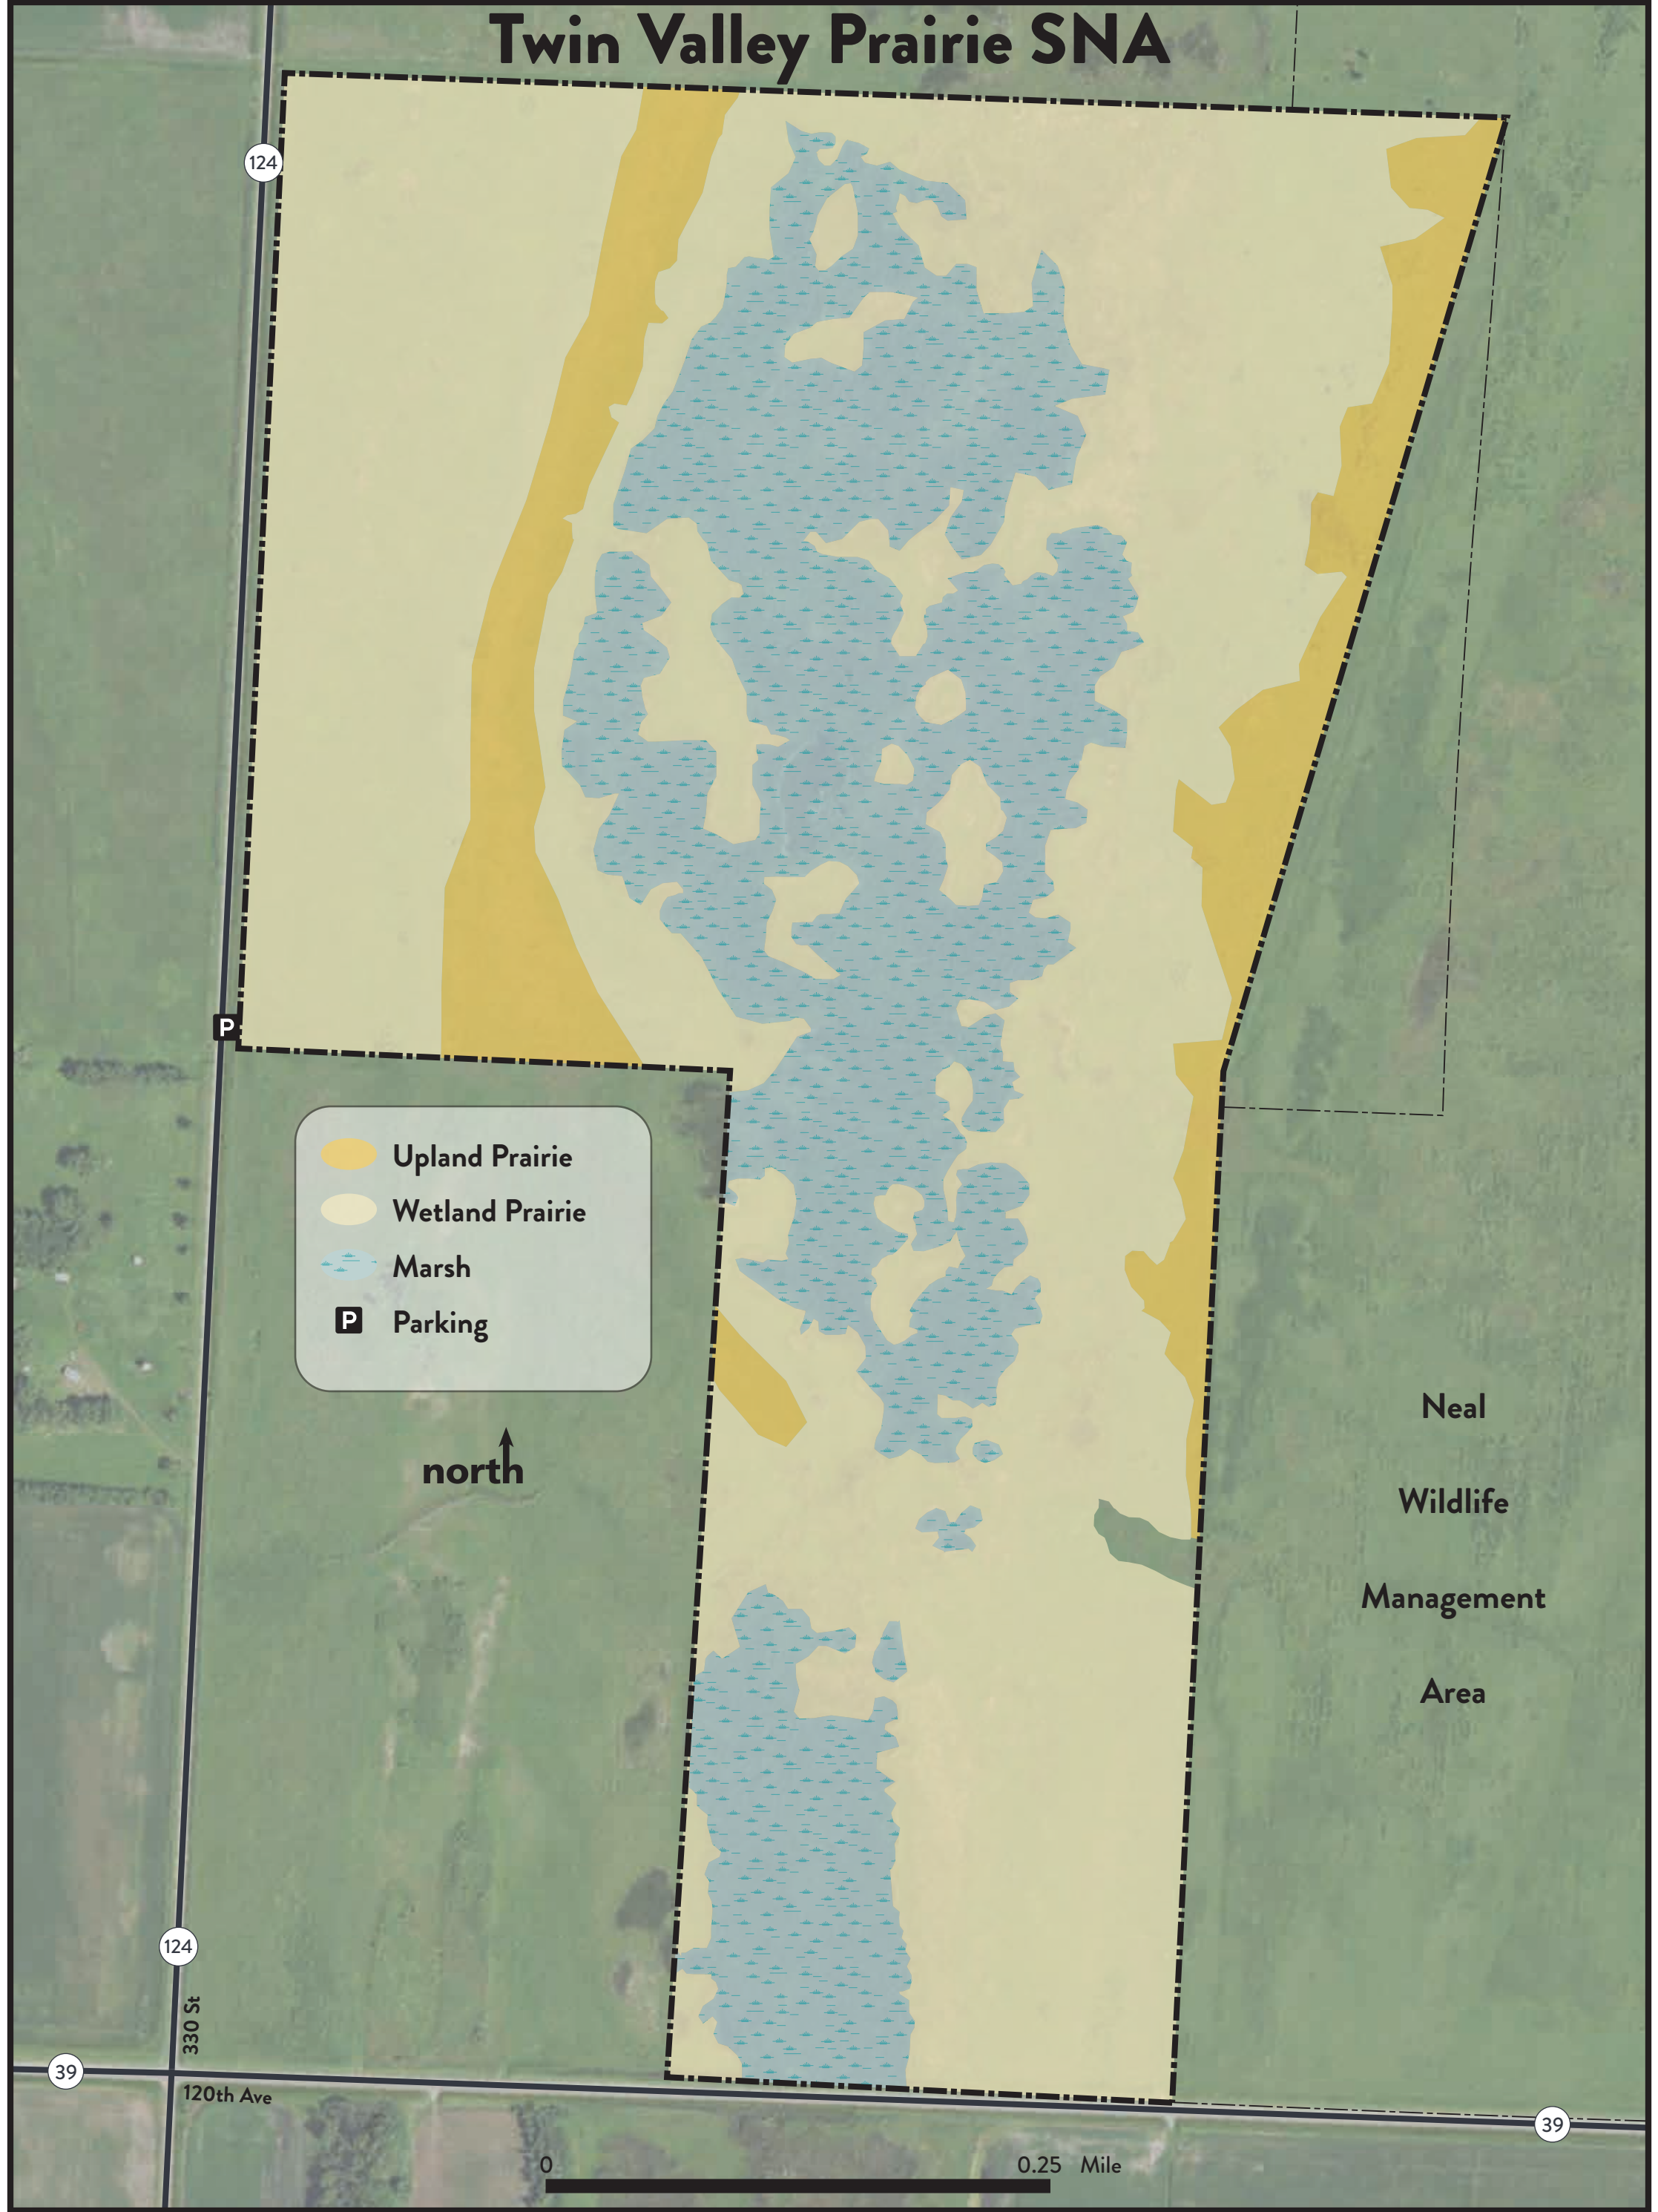 Twin Valley Prairie SNA
124
P
Upland Prairie
Wetland Prairie
Marsh
P Parking
north
Neal
Wildlife
Management
Area
124
330 St
39
120th Ave
39
0 0.25 Mile